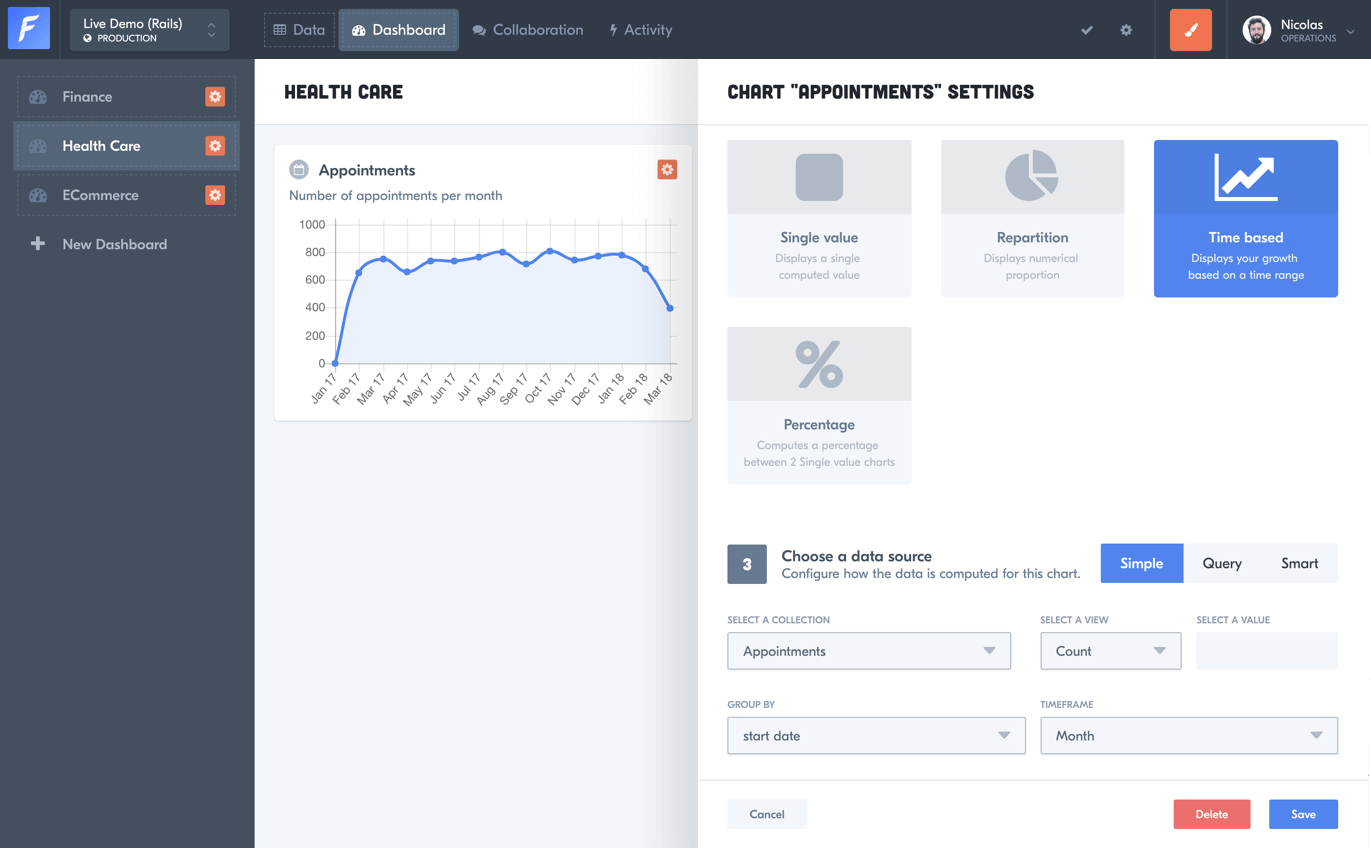 Live Demo (Rails)
PRODUCTION
Data
Dashboard
Collaboration
Activity
Nicolas
OPERATIONS
Finance
Health Care
ECommerce
New Dashboard
HEALTH CARE
Appointments
Number of appointments per month
1000
800
600
400
200
0
Jan 17
Feb 17
Mar 17
Apr 17
May 17
Jun 17
Jul 17
Aug 17
Sep 17
Oct 17
Nov 17
Dec 17
Jan 18
Feb 18
Mar 18
CHART "APPOINTMENTS" SETTINGS
Single value
Displays a single
computed value
Repartition
Displays numerical
proportion
Time based
Displays your growth
based on a time range
%
Percentage
Computes a percentage
between 2 Single value charts
3
Choose a data source
Configure how the data is computed for this chart.
Simple
Query
Smart
SELECT A COLLECTION
SELECT A VIEW
SELECT A VALUE
Appointments
Count
GROUP BY
TIMEFRAME
start date
Month
Cancel
Delete
Save